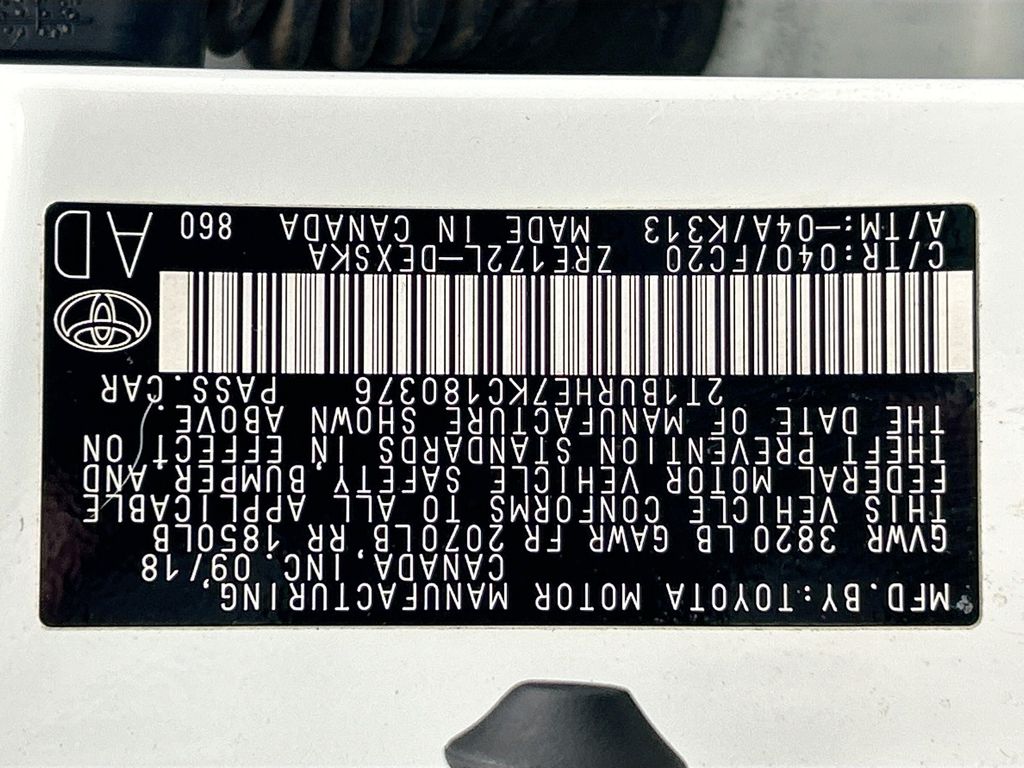 MFD.BY:TOYOTA MOTOR MANUFACTURING,
CANADA,INC. 09/18
GVWR 3820 LB GAWR FR 2070LB,RR 1850LB
THIS VEHICLE CONFORMS TO ALL APPLICABLE
FEDERAL MOTOR VEHICLE SAFETY,BUMPER,AND
THEFT PREVENTION STANDARDS IN EFFECT ON
THE DATE OF MANUFACTURE SHOWN ABOVE.
2T1BURHE7KC180376 PASS.CAR
C/TR:040/FC20 ZRE172L-DEXSKA
A/TM:-04A/K313 MADE IN CANADA 860
AD